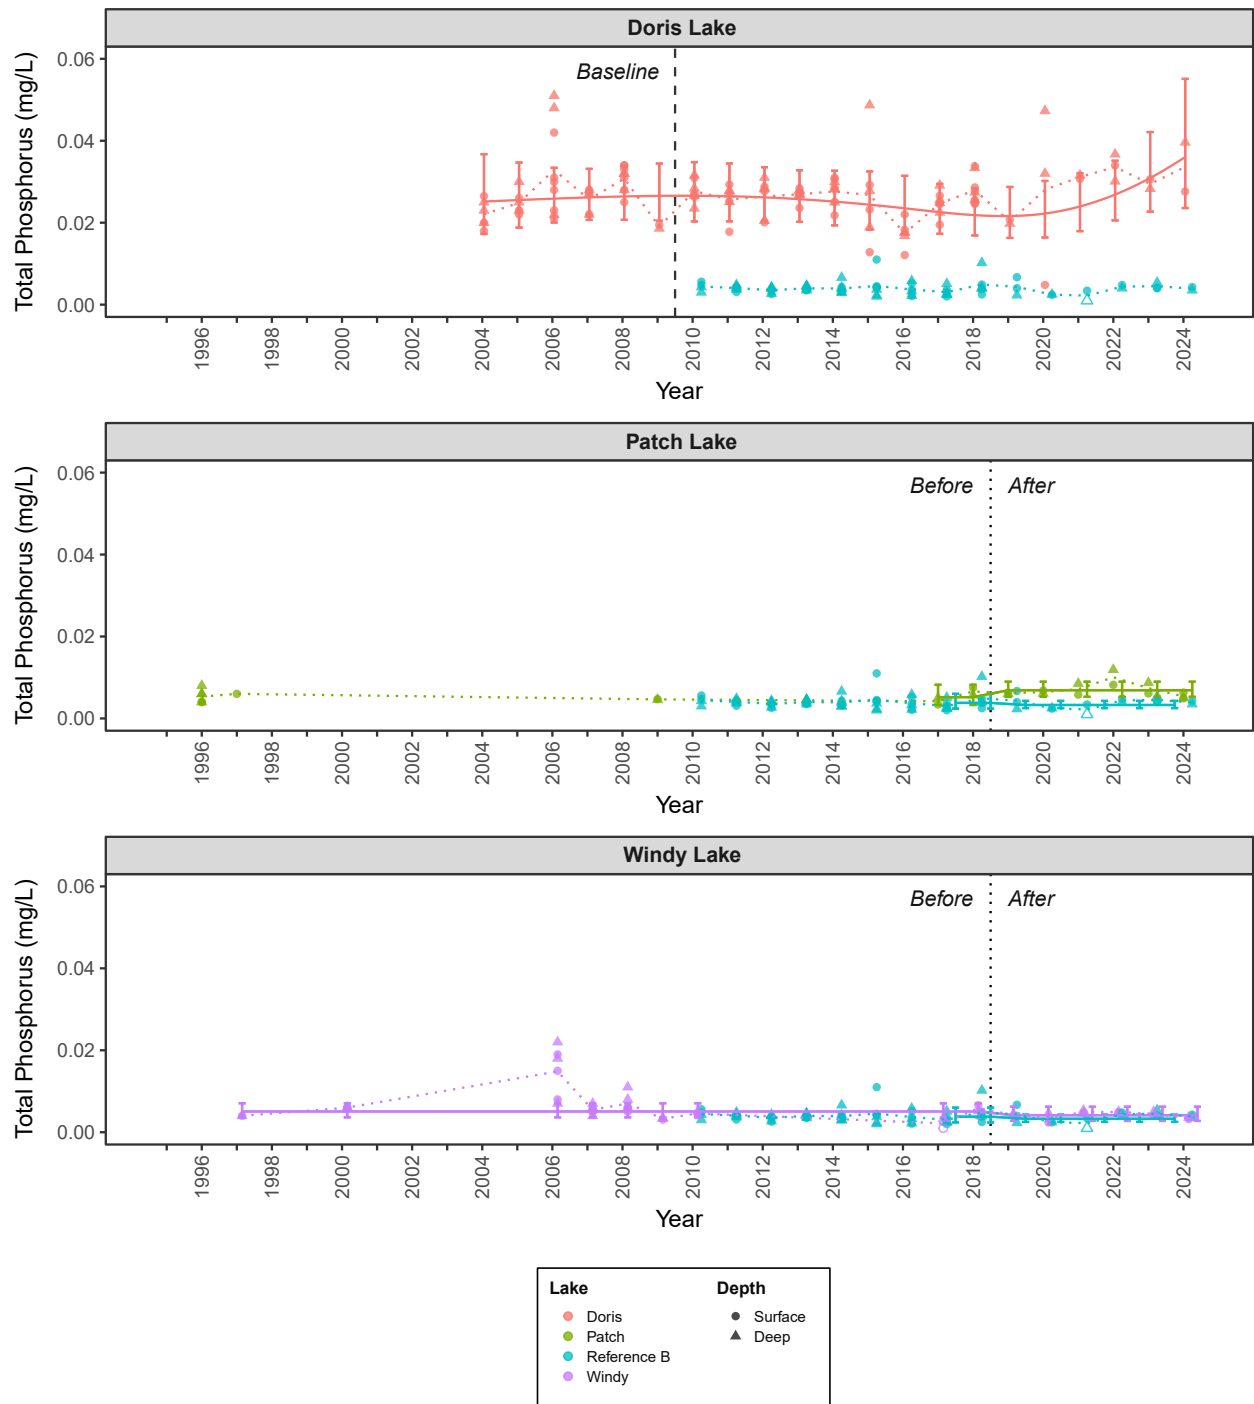 Doris Lake
Total Phosphorus (mg/L)
0.06
0.04
0.02
0.00
Baseline
1996 1998 2000 2002 2004 2006 2008 2010 2012 2014 2016 2018 2020 2022 2024
Year
Patch Lake
Total Phosphorus (mg/L)
0.06
0.04
0.02
0.00
Before After
1996 1998 2000 2002 2004 2006 2008 2010 2012 2014 2016 2018 2020 2022 2024
Year
Windy Lake
Total Phosphorus (mg/L)
0.06
0.04
0.02
0.00
Before After
1996 1998 2000 2002 2004 2006 2008 2010 2012 2014 2016 2018 2020 2022 2024
Year
Lake Depth
Doris Surface
Patch Deep
Reference B
Windy